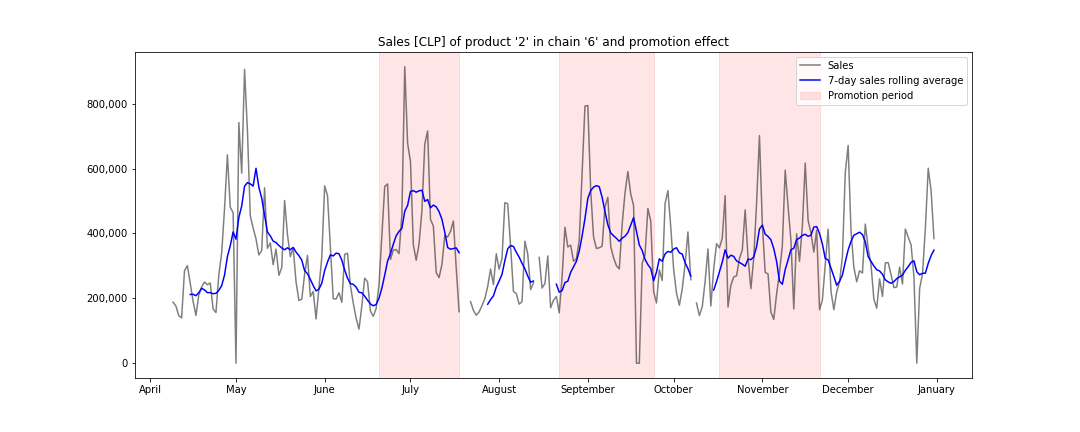 Sales [CLP] of product '2' in chain '6' and promotion effect
Sales
7-day sales rolling average
Promotion period
800,000
600,000
400,000
200,000
0
April May June July August September October November December January